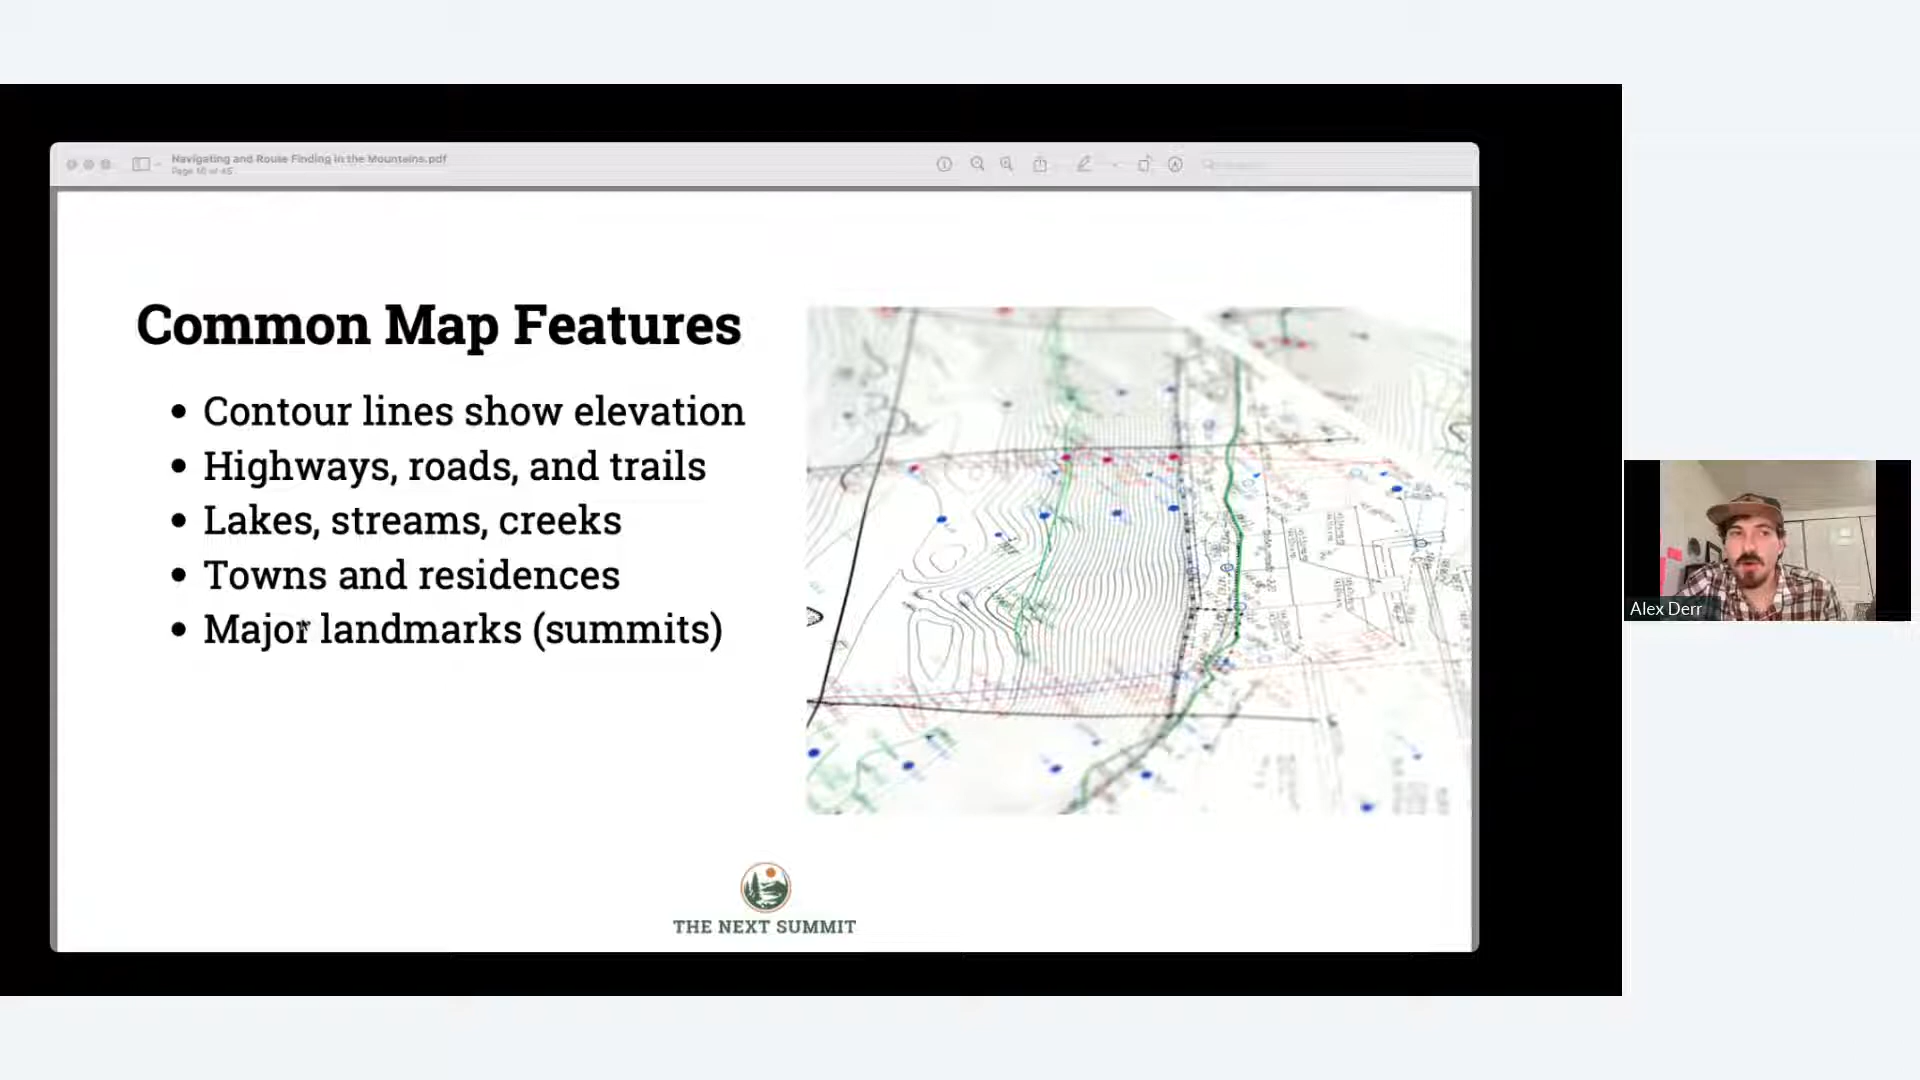 Navigating and Rouse Finding in the Mountains.pdf
Common Map Features
• Contour lines show elevation
• Highways, roads, and trails
• Lakes, streams, creeks
• Towns and residences
• Major landmarks (summits)
THE NEXT SUMMIT
Alex Derr